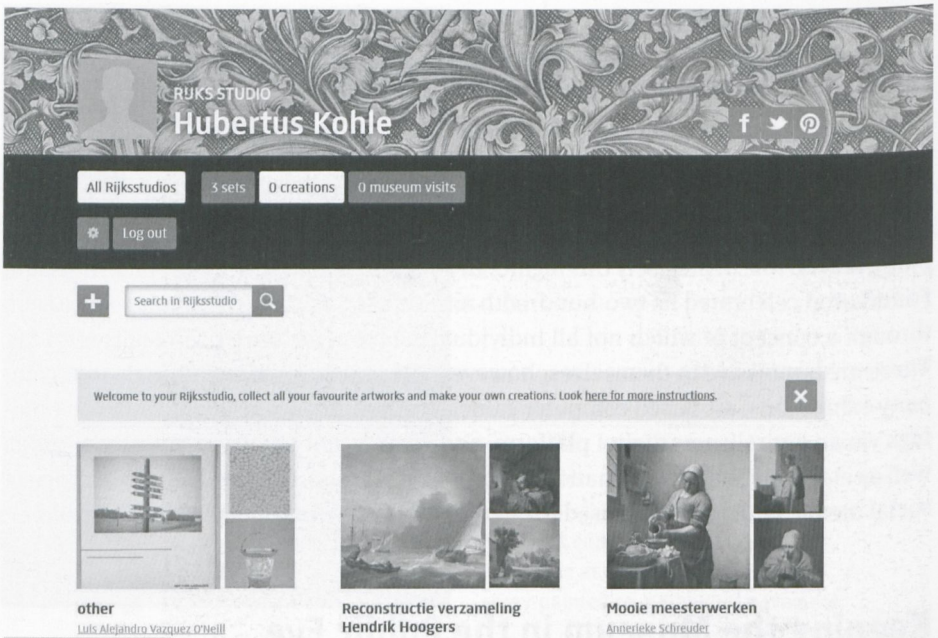 RIJKS STUDIO
Hubertus Kohle
All Rijksstudios 3 sets 0 creations 0 museum visits
Log out
Search in Rijksstudio
Welcome to your Rijksstudio, collect all your favourite artworks and make your own creations. Look here for more instructions.
other
Luis Alejandro Vazquez O'Neill
Reconstructie verzameling
Hendrik Hoogers
Mooie meesterwerken
Annerieke Schreuder